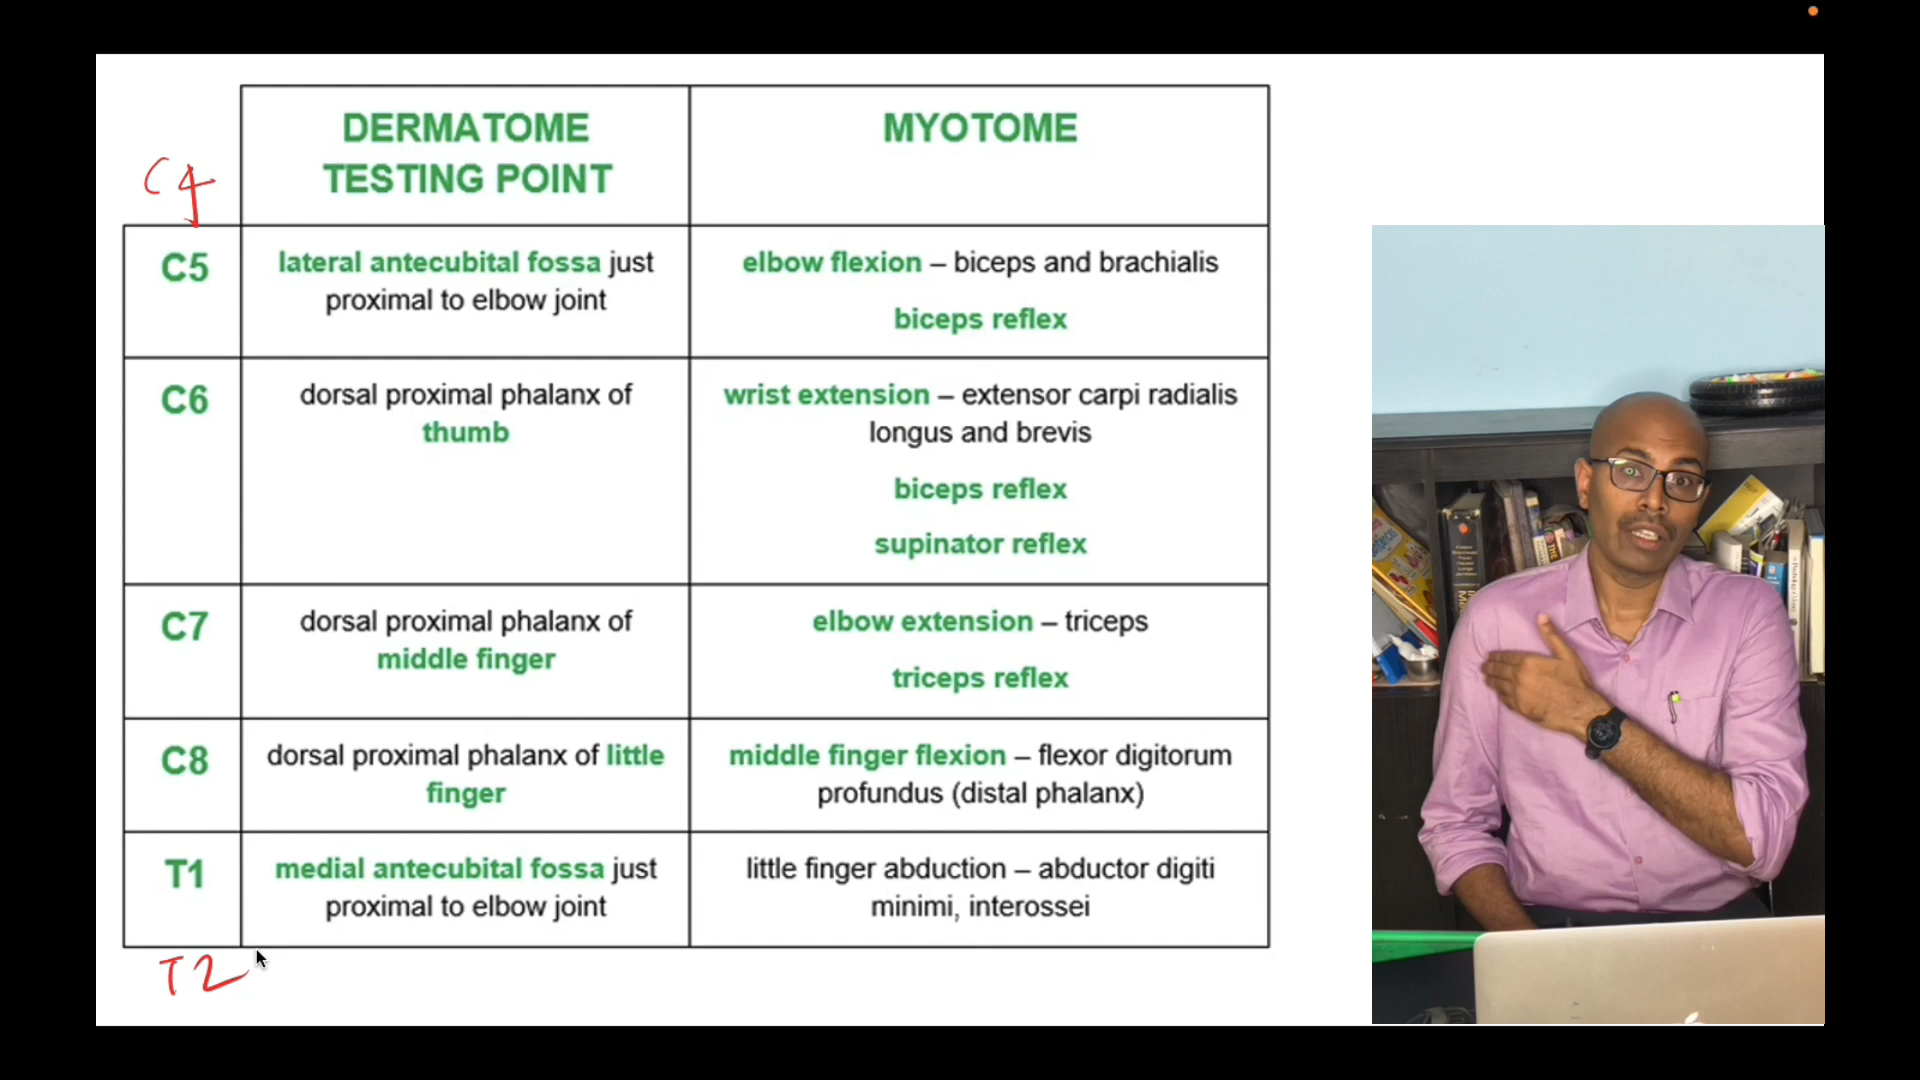 DERMATOME
TESTING POINT
MYOTOME
C4
C5
lateral antecubital fossa just
proximal to elbow joint
elbow flexion – biceps and brachialis
biceps reflex
C6
dorsal proximal phalanx of
thumb
wrist extension – extensor carpi radialis
longus and brevis
biceps reflex
supinator reflex
C7
dorsal proximal phalanx of
middle finger
elbow extension – triceps
triceps reflex
C8
dorsal proximal phalanx of little
finger
middle finger flexion – flexor digitorum
profundus (distal phalanx)
T1
medial antecubital fossa just
proximal to elbow joint
little finger abduction – abductor digiti
minimi, interossei
T2